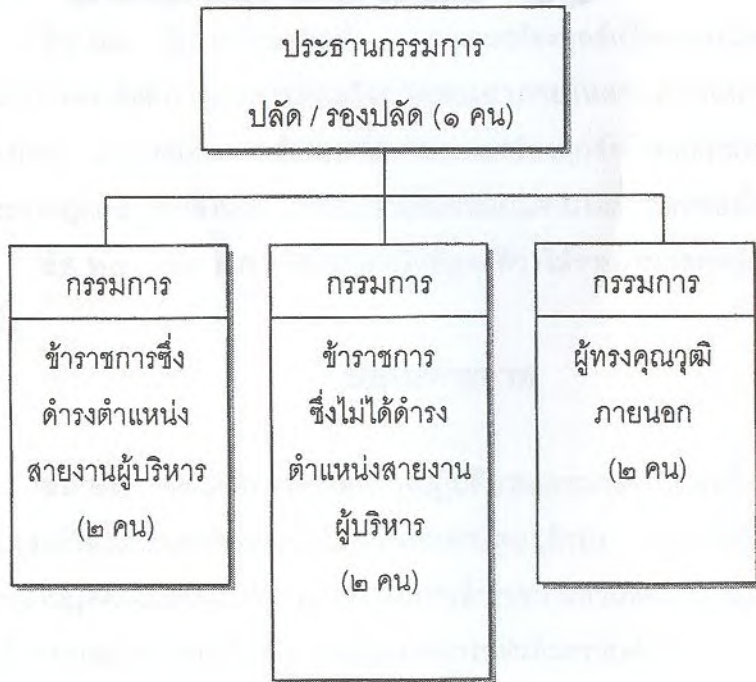 ประธานกรรมการ
ปลัด / รองปลัด (๑ คน)
กรรมการ
ข้าราชการซึ่ง
ดำรงตำแหน่ง
สายงานผู้บริหาร
(๒ คน)
กรรมการ
ข้าราชการ
ซึ่งไม่ได้ดำรง
ตำแหน่งสายงาน
ผู้บริหาร
(๒ คน)
กรรมการ
ผู้ทรงคุณวุฒิ
ภายนอก
(๒ คน)